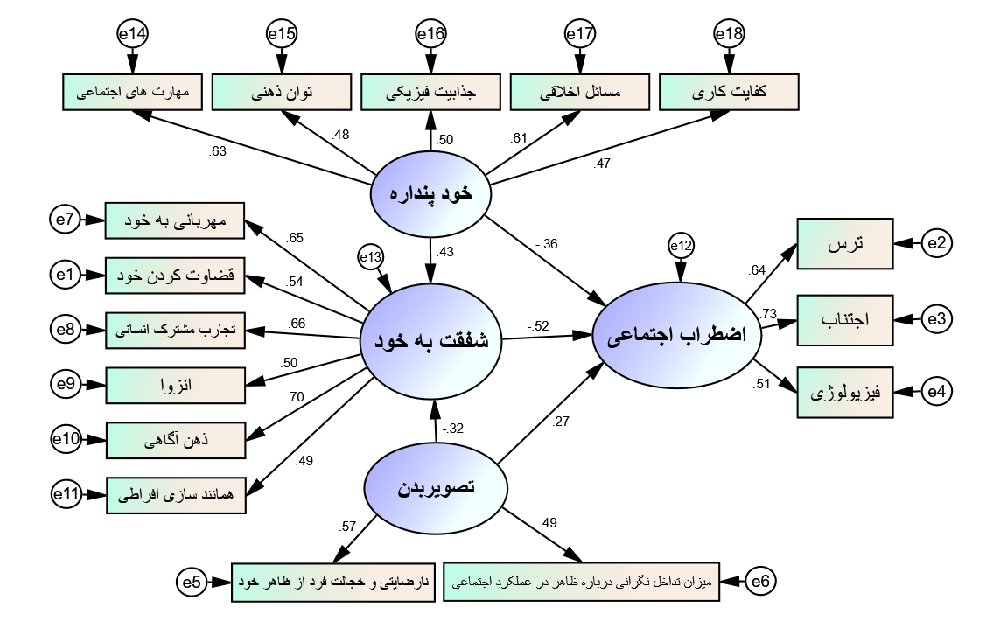 e14
e15
e16
e17
e18
مهارت های اجتماعی
توان ذهنی
جذابیت فیزیکی
مسائل اخلاقی
کفایت کاری
.63
.48
.50
.61
.47
خود پنداره
e7
مهربانی به خود
.65
e1
قضاوت کردن خود
.54
e8
تجارب مشترک انسانی
.66
e9
انزوا
.50
e10
ذهن آگاهی
.70
e11
همانند سازی افراطی
.49
e13
.43
-.36
شفقت به خود
-.52
e12
اضطراب اجتماعی
.64
ترس
e2
.73
اجتناب
e3
.51
فیزیولوژی
e4
-.32
.27
تصویربدن
.57
.49
e5
نارضایتی و خجالت فرد از ظاهر خود
میزان تداخل نگرانی درباره ظاهر در عملکرد اجتماعی
e6